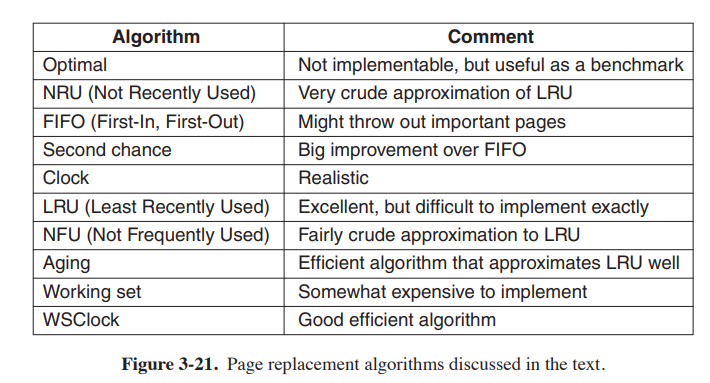 Algorithm Comment
Optimal Not implementable, but useful as a benchmark
NRU (Not Recently Used) Very crude approximation of LRU
FIFO (First-In, First-Out) Might throw out important pages
Second chance Big improvement over FIFO
Clock Realistic
LRU (Least Recently Used) Excellent, but difficult to implement exactly
NFU (Not Frequently Used) Fairly crude approximation to LRU
Aging Efficient algorithm that approximates LRU well
Working set Somewhat expensive to implement
WSClock Good efficient algorithm
Figure 3-21. Page replacement algorithms discussed in the text.